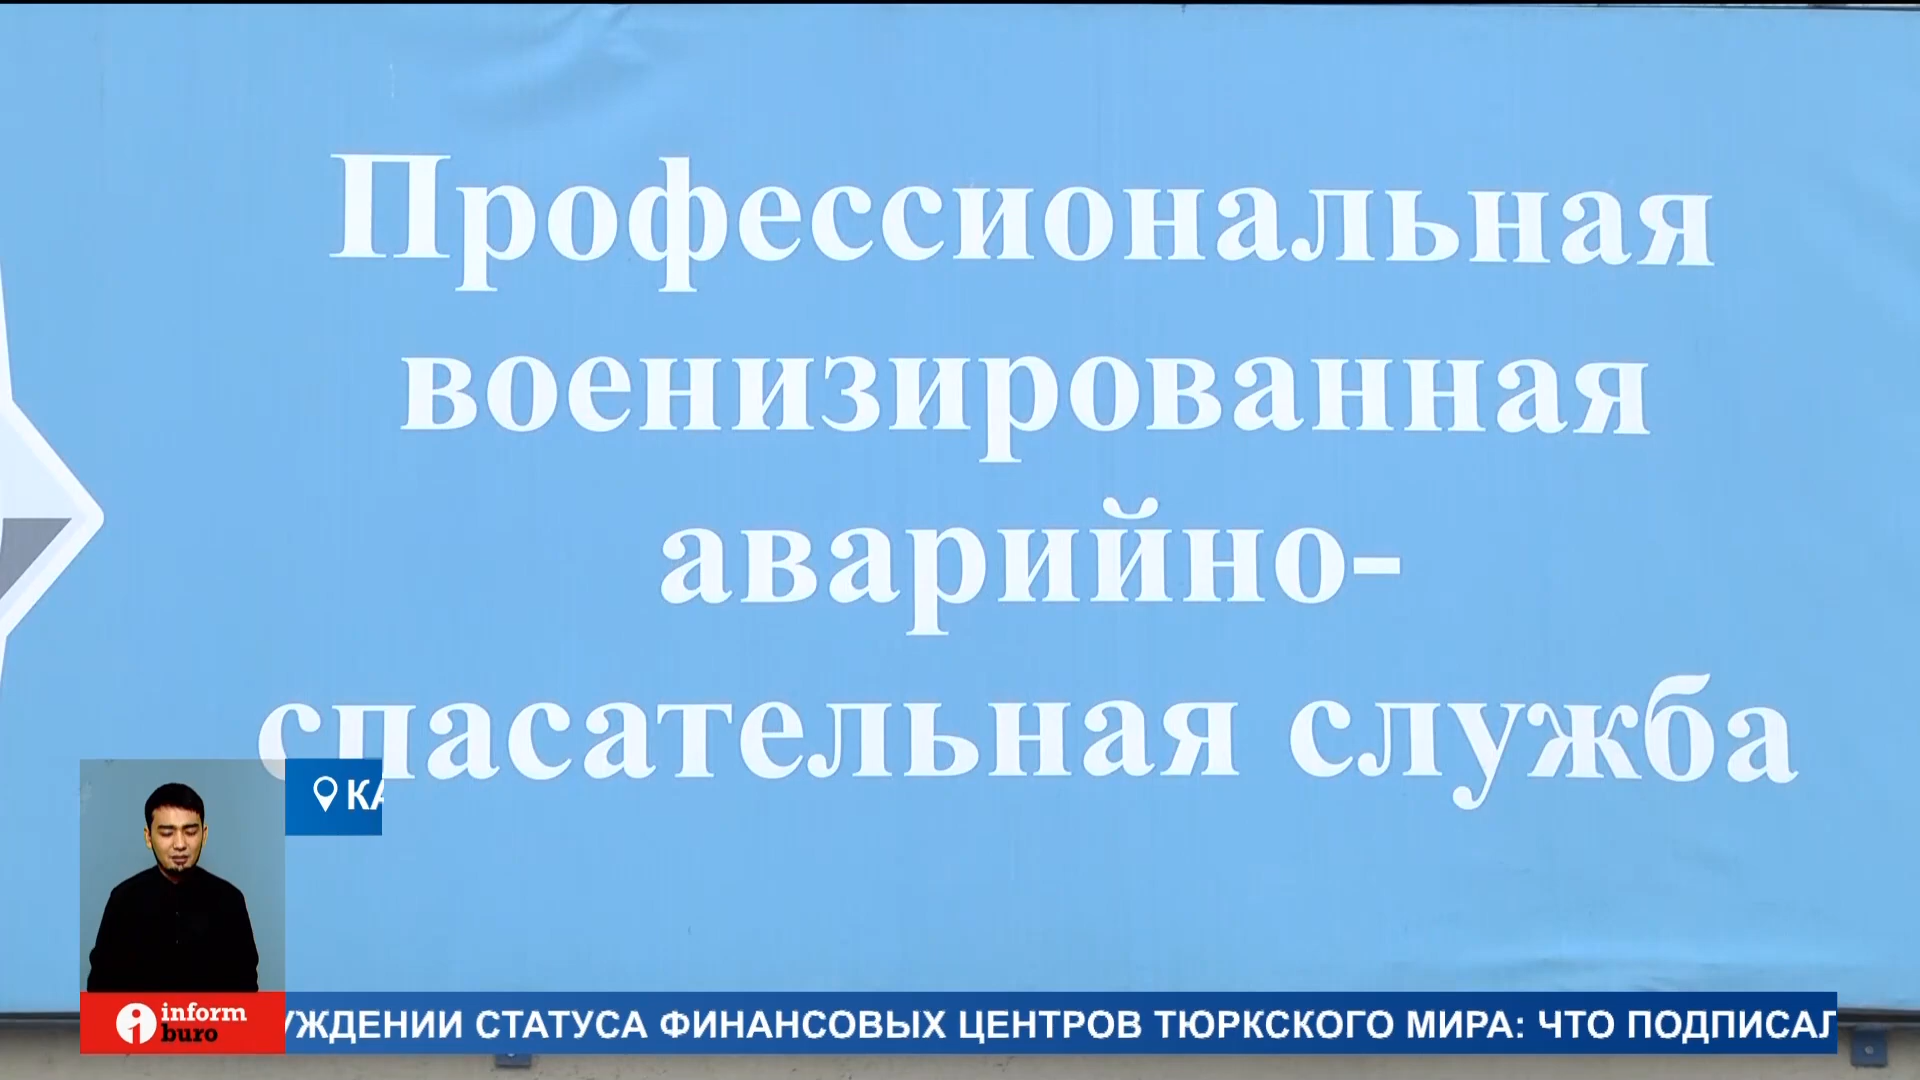 Профессиональная
военизированная
аварийно-
спасательная служба
КА
inform
buro
УЖДЕНИИ СТАТУСА ФИНАНСОВЫХ ЦЕНТРОВ ТЮРКСКОГО МИРА: ЧТО ПОДПИСАЛ